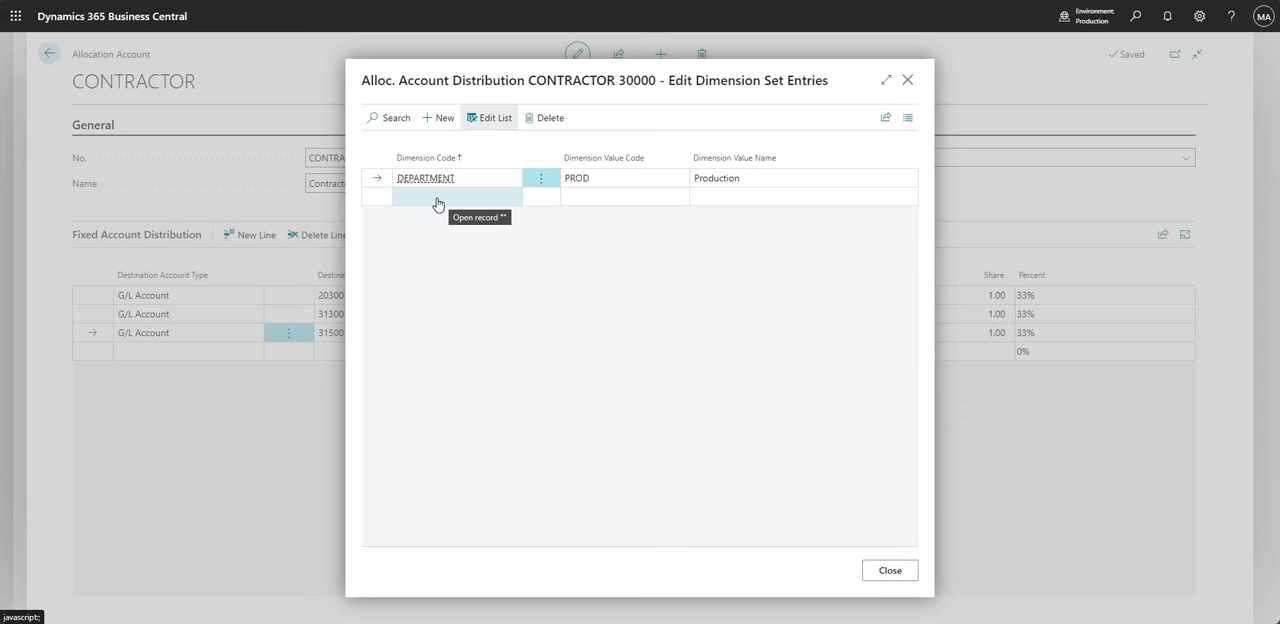 Dynamics 365 Business Central
Environment:
Production
?
MA
Allocation Account
✓Saved
CONTRACTOR
General
No.
CONTRA
Name
Contracto
Fixed Account Distribution
New Line
Delete Line
Destination Account Type
Destina
Share
Percent
G/L Account
20300
1.00
33%
G/L Account
31300
1.00
33%
G/L Account
31500
1.00
33%
0%
Alloc. Account Distribution CONTRACTOR 30000 - Edit Dimension Set Entries
Search
New
Edit List
Delete
Dimension Code ↑
Dimension Value Code
Dimension Value Name
DEPARTMENT
PROD
Production
Open record ""
Close
javascript:;